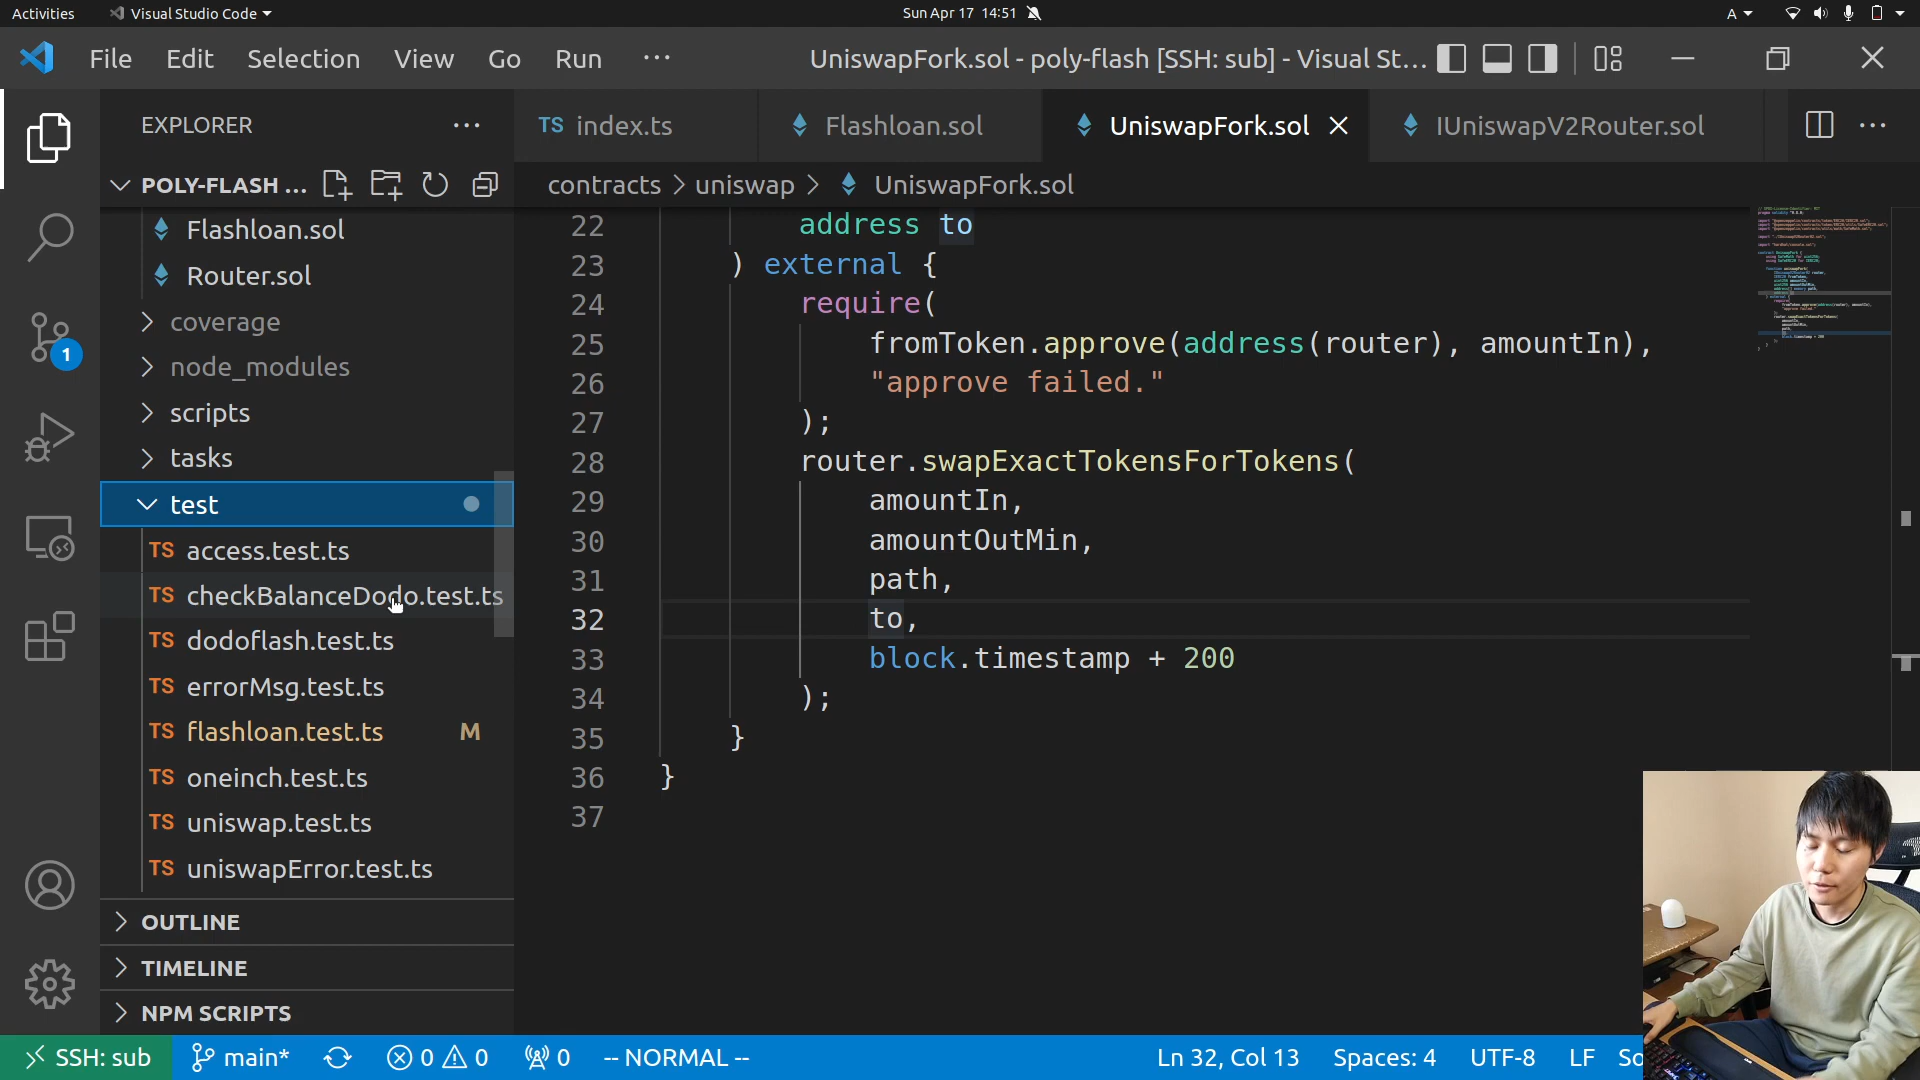 Activities
Visual Studio Code
Sun Apr 17 14:51
A
File Edit Selection View Go Run ···
UniswapFork.sol - poly-flash [SSH: sub] - Visual St...
EXPLORER
TS index.ts
Flashloan.sol
UniswapFork.sol
IUniswapV2Router.sol
POLY-FLASH ...
contracts > uniswap > UniswapFork.sol
Flashloan.sol
Router.sol
coverage
node_modules
scripts
tasks
test
TS access.test.ts
TS checkBalanceDodo.test.ts
TS dodoflash.test.ts
TS errorMsg.test.ts
TS flashloan.test.ts M
TS oneinch.test.ts
TS uniswap.test.ts
TS uniswapError.test.ts
OUTLINE
TIMELINE
NPM SCRIPTS
1
22 address to
23 ) external {
24 require(
25 fromToken.approve(address(router), amountIn),
26 "approve failed."
27 );
28 router.swapExactTokensForTokens(
29 amountIn,
30 amountOutMin,
31 path,
32 to,
33 block.timestamp + 200
34 );
35 }
36 }
37
SSH: sub
main*
0 0
0
-- NORMAL --
Ln 32, Col 13
Spaces: 4
UTF-8
LF
So